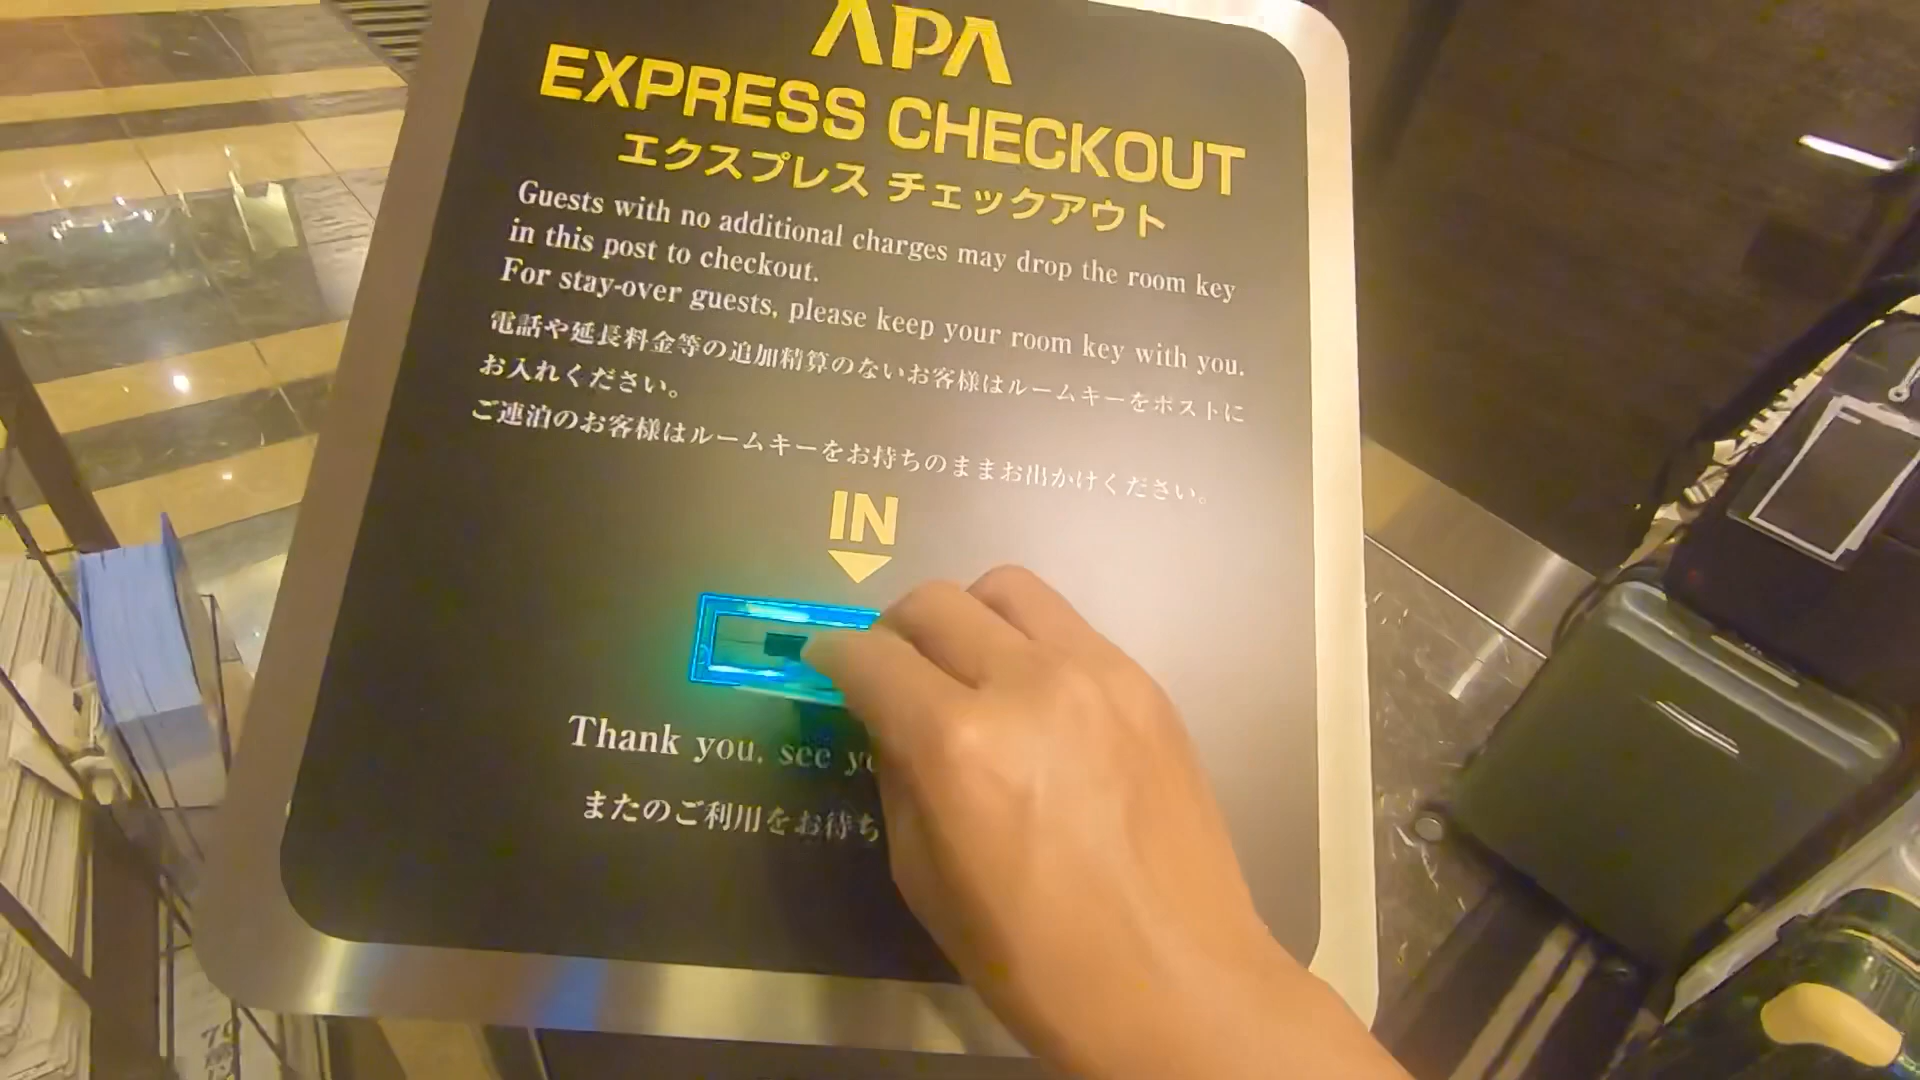 APA
EXPRESS CHECKOUT
エクスプレス チェックアウト
Guests with no additional charges may drop the room key
in this post to checkout.
For stay-over guests, please keep your room key with you.
電話や延長料金等の追加精算のないお客様はルームキーをポストに
お入れください。
ご連泊のお客様はルームキーをお持ちのままお出かけください。
IN
Thank you. see
またのご利用をお待ち